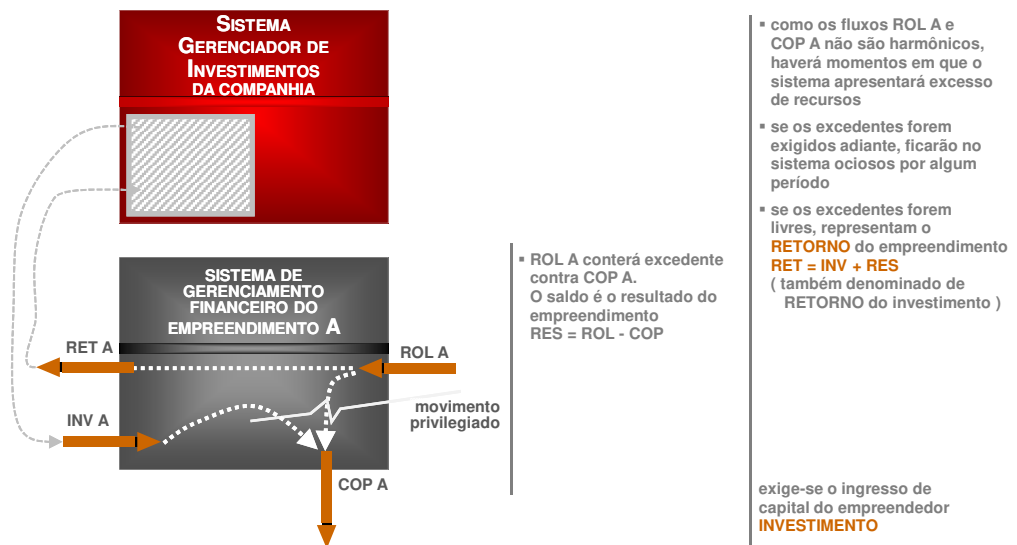 SISTEMA
GERENCIADOR DE
INVESTIMENTOS
DA COMPANHIA
SISTEMA DE
GERENCIAMENTO
FINANCEIRO DO
EMPREENDIMENTO A
RET A
ROL A
INV A
movimento
privilegiado
COP A
▪ ROL A conterá excedente
contra COP A.
O saldo é o resultado do
empreendimento
RES = ROL - COP
▪ como os fluxos ROL A e
COP A não são harmônicos,
haverá momentos em que o
sistema apresentará excesso
de recursos
▪ se os excedentes forem
exigidos adiante, ficarão no
sistema ociosos por algum
período
▪ se os excedentes forem
livres, representam o
RETORNO do empreendimento
RET = INV + RES
( também denominado de
RETORNO do investimento )
exige-se o ingresso de
capital do empreendedor
INVESTIMENTO